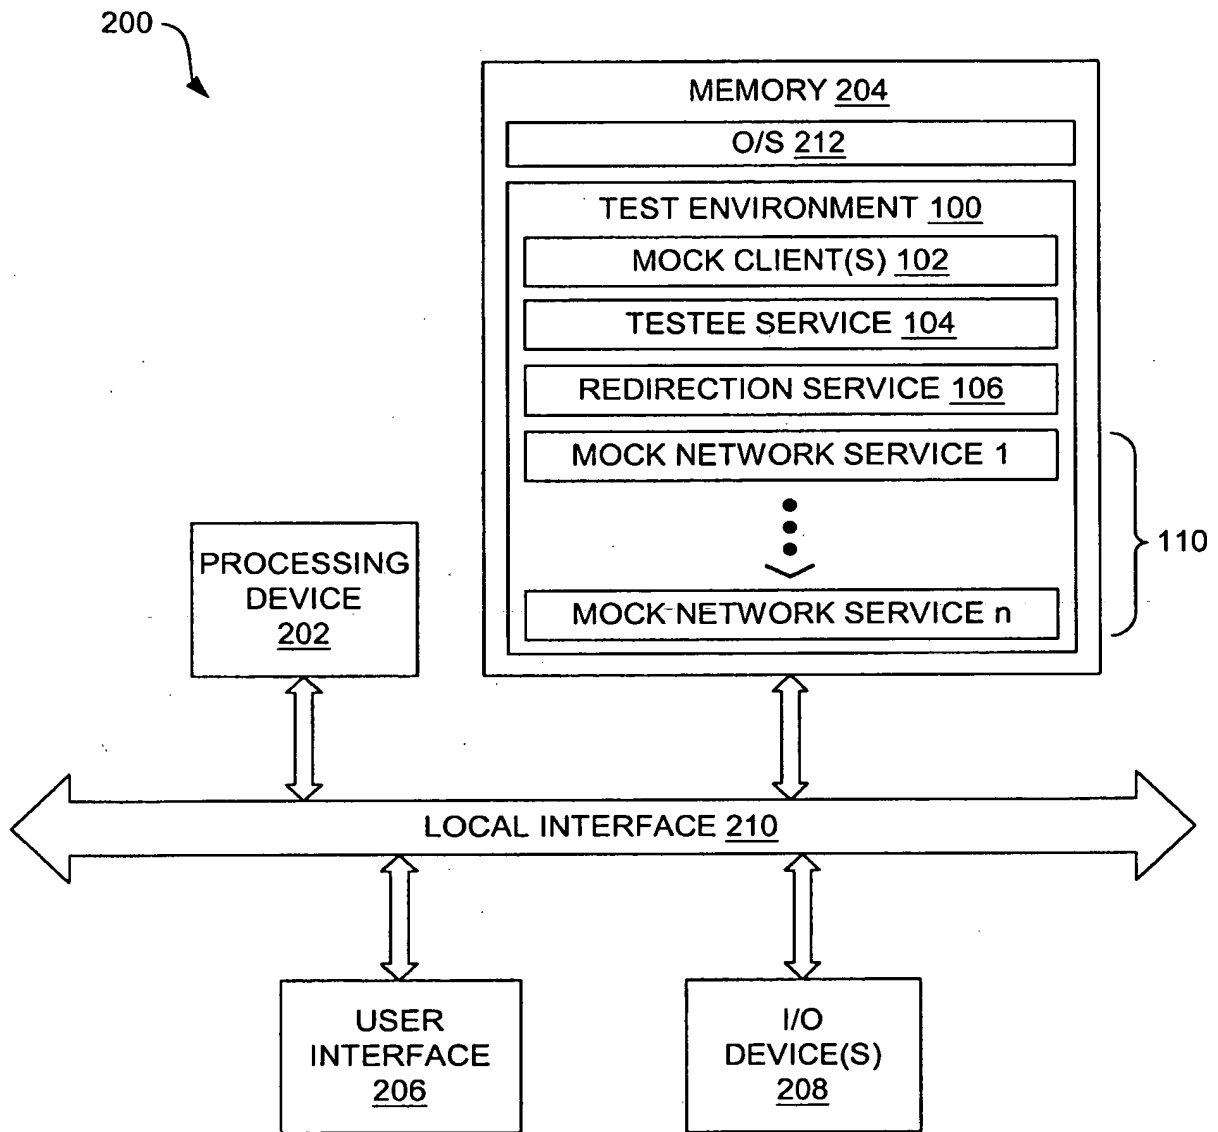 200
MEMORY 204
O/S 212
TEST ENVIRONMENT 100
MOCK CLIENT(S) 102
TESTEE SERVICE 104
REDIRECTION SERVICE 106
MOCK NETWORK SERVICE 1
MOCK NETWORK SERVICE n
110
PROCESSING
DEVICE
202
LOCAL INTERFACE 210
USER
INTERFACE
206
I/O
DEVICE(S)
208